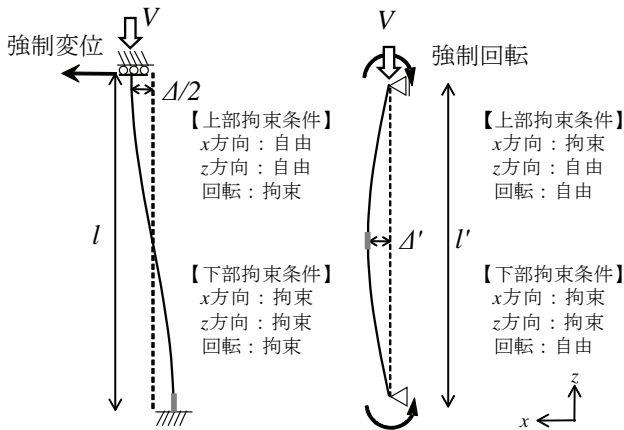 V
強制変位
Δ/2
【上部拘束条件】
x方向：自由
z方向：自由
回転：拘束
l
【下部拘束条件】
x方向：拘束
z方向：拘束
回転：拘束
V
強制回転
【上部拘束条件】
x方向：拘束
z方向：自由
回転：自由
Δ'
l'
【下部拘束条件】
x方向：拘束
z方向：拘束
回転：自由
z
x